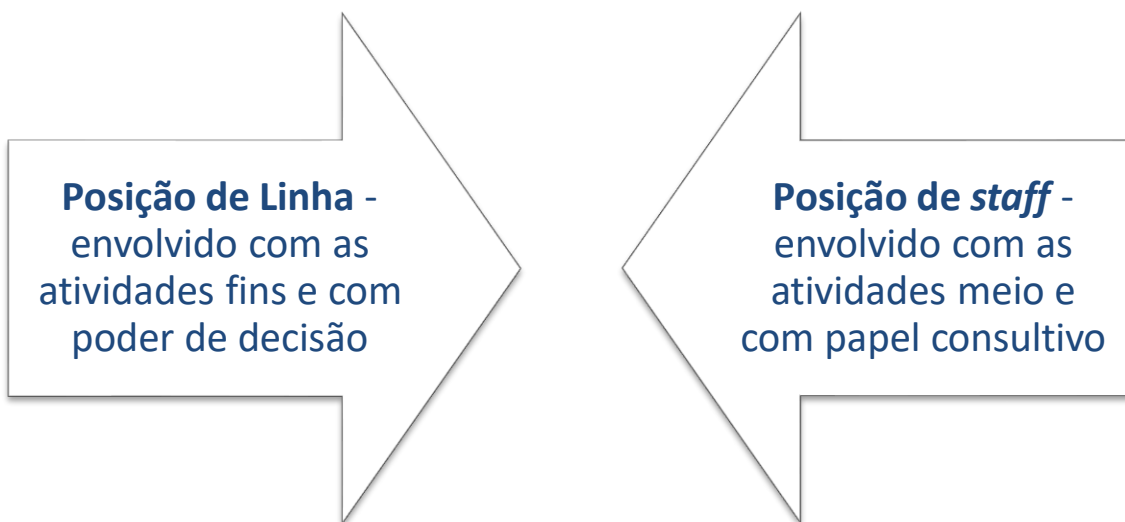 Posição de Linha -
envolvido com as
atividades fins e com
poder de decisão
Posição de staff -
envolvido com as
atividades meio e
com papel consultivo